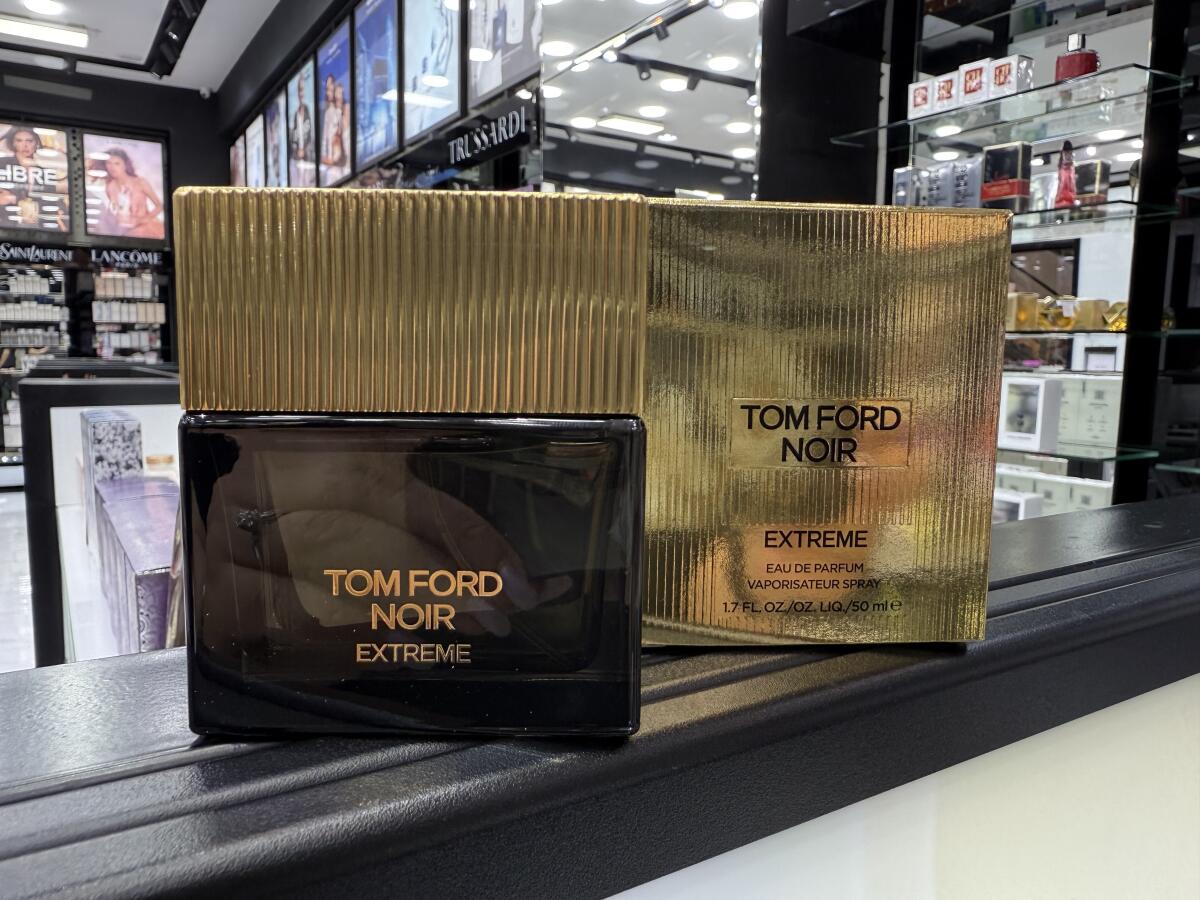 TRUSSARDI
LIBRE
SAINT LAURENT
LANCÔME
PARIS
TOM FORD
NOIR
EXTREME
TOM FORD
NOIR
EXTREME
EAU DE PARFUM
VAPORISATEUR SPRAY
1.7 FL. OZ./OZ. LIQ./50 ml ℮